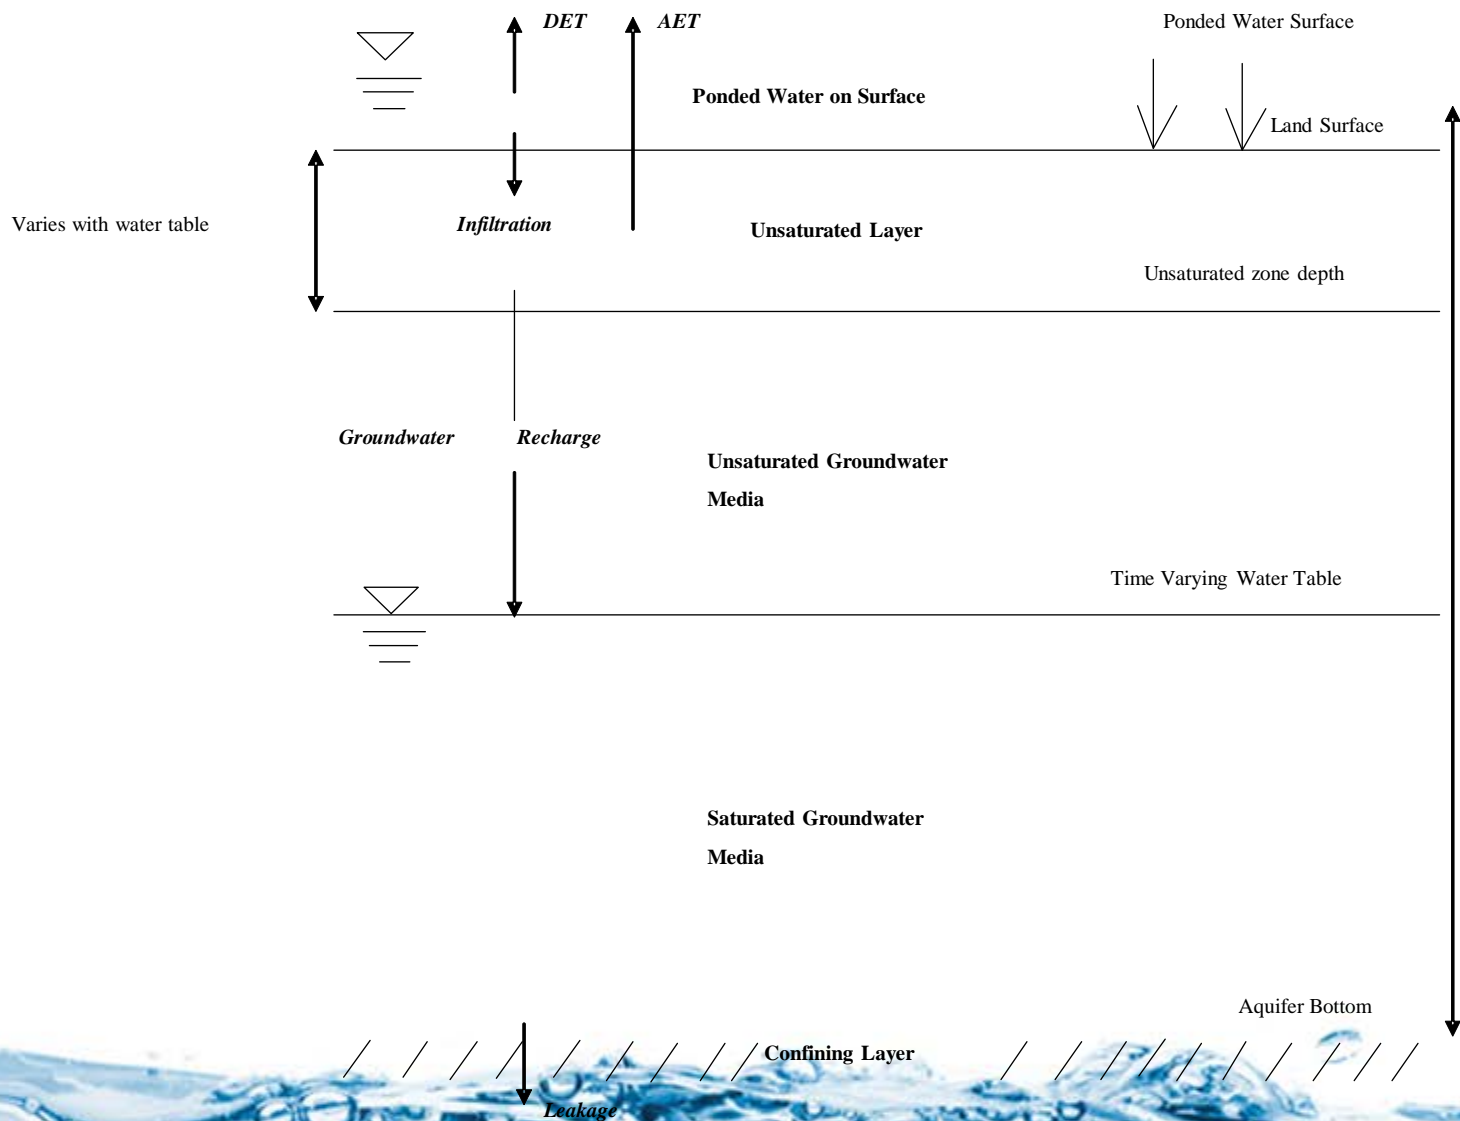 DET AET Ponded Water Surface
Ponded Water on Surface
Land Surface
Varies with water table Infiltration Unsaturated Layer
Unsaturated zone depth
Groundwater Recharge
Unsaturated Groundwater
Media
Time Varying Water Table
Saturated Groundwater
Media
Aquifer Bottom
Confining Layer
Leakage